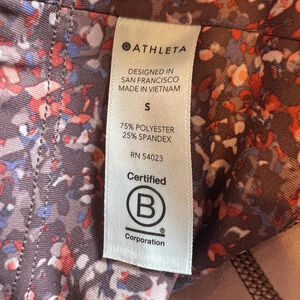 ATHLETA
DESIGNED IN
SAN FRANCISCO
MADE IN VIETNAM
S
75% POLYESTER
25% SPANDEX
RN 54023
Certified
B
®
Corporation